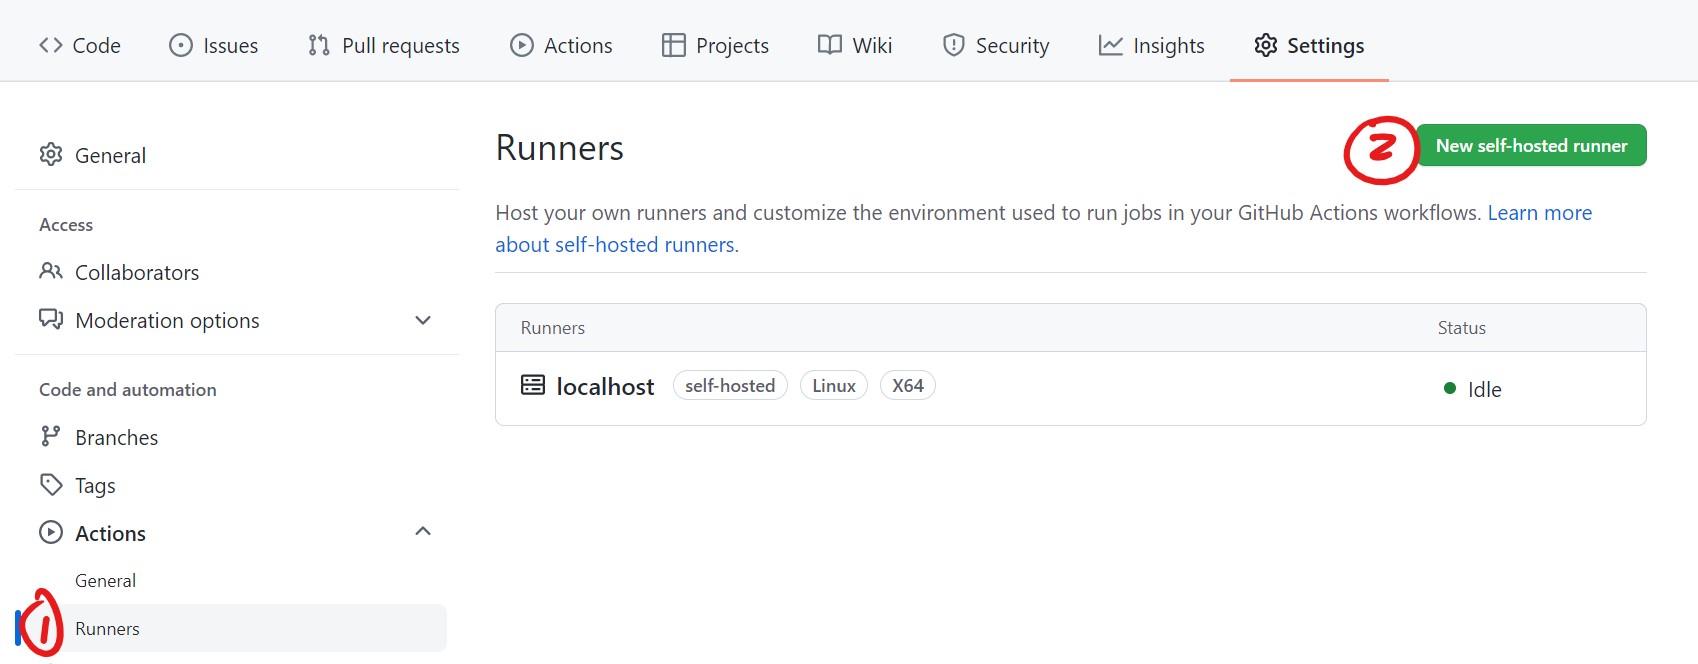 Code Issues Pull requests Actions Projects Wiki Security Insights Settings
General
Access
Collaborators
Moderation options
Code and automation
Branches
Tags
Actions
General
1 Runners
Runners
2 New self-hosted runner
Host your own runners and customize the environment used to run jobs in your GitHub Actions workflows. Learn more
about self-hosted runners.
Runners Status
localhost self-hosted Linux X64 Idle